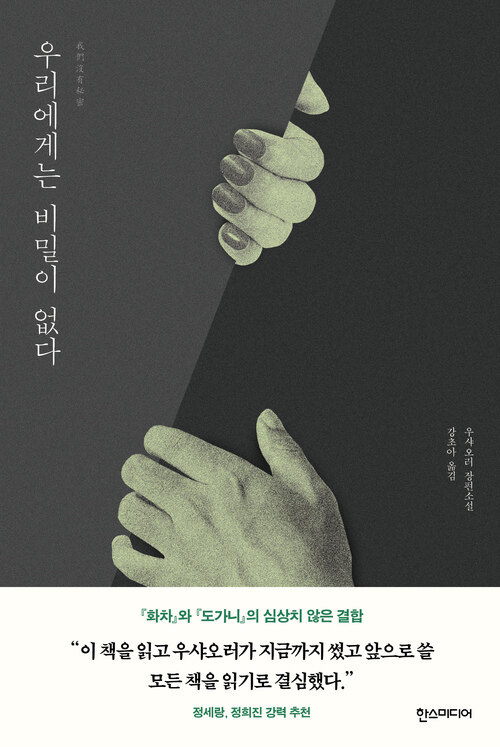 우리에게는 비밀이 없다
我們沒有秘密
우샤오러 장편소설
강초아 옮김
『화차』와 『도가니』의 심상치 않은 결합
“이 책을 읽고 우샤오러가 지금까지 썼고 앞으로 쓸
모든 책을 읽기로 결심했다.”
정세랑, 정희진 강력 추천
한스미디어